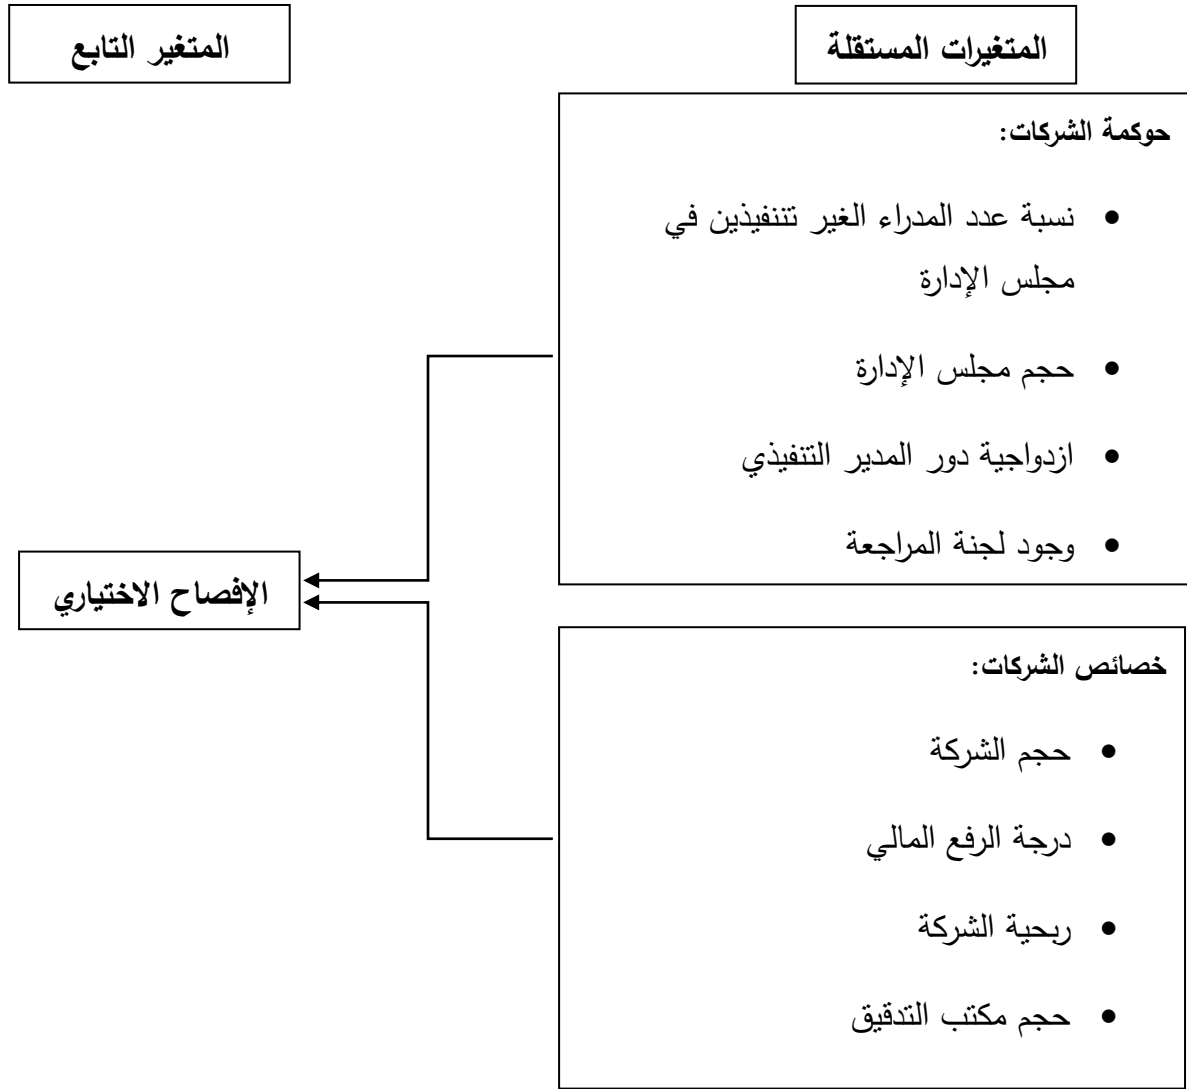 المتغيرات المستقلة
المتغير التابع
حوكمة الشركات:
• نسبة عدد المدراء الغير تتنفيذين في
مجلس الإدارة
• حجم مجلس الإدارة
• ازدواجية دور المدير التنفيذي
• وجود لجنة المراجعة
الإفصاح الاختياري
خصائص الشركات:
• حجم الشركة
• درجة الرفع المالي
• ربحية الشركة
• حجم مكتب التدقيق